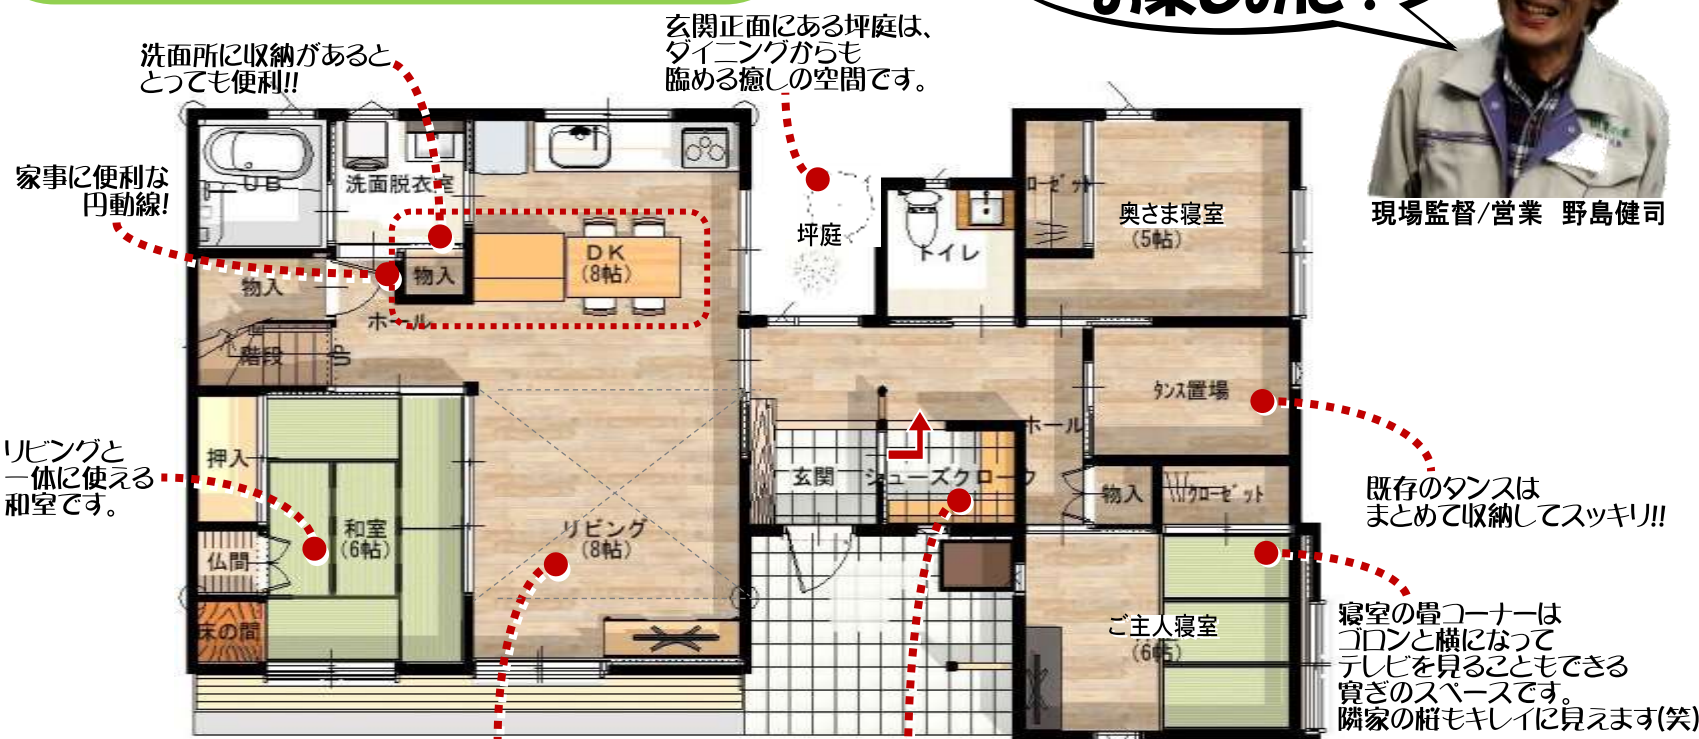 お楽しみに!
玄関正面にある坪庭は、
ダイニングからも
臨める癒しの空間です。
洗面所に収納があると
とっても便利!!
家事に便利な
円動線!
現場監督/営業 野島健司
UB
洗面脱衣室
物入
DK
(8帖)
坪庭
トイレ
ローゼット
奥さま寝室
(5帖)
物入
ホール
階段
UP
タンス置場
ホール
押入
和室
(6帖)
仏間
床の間
リビング
(8帖)
玄関
シューズクローク
物入
クローゼット
ご主人寝室
(6帖)
リビングと
一体に使える
和室です。
既存のタンスは
まとめて収納してスッキリ!!
寝室の畳コーナーは
ゴロンと横になって
テレビを見ることもできる
寛ぎのスペースです。
隣家の桜もキレイに見えます(笑)